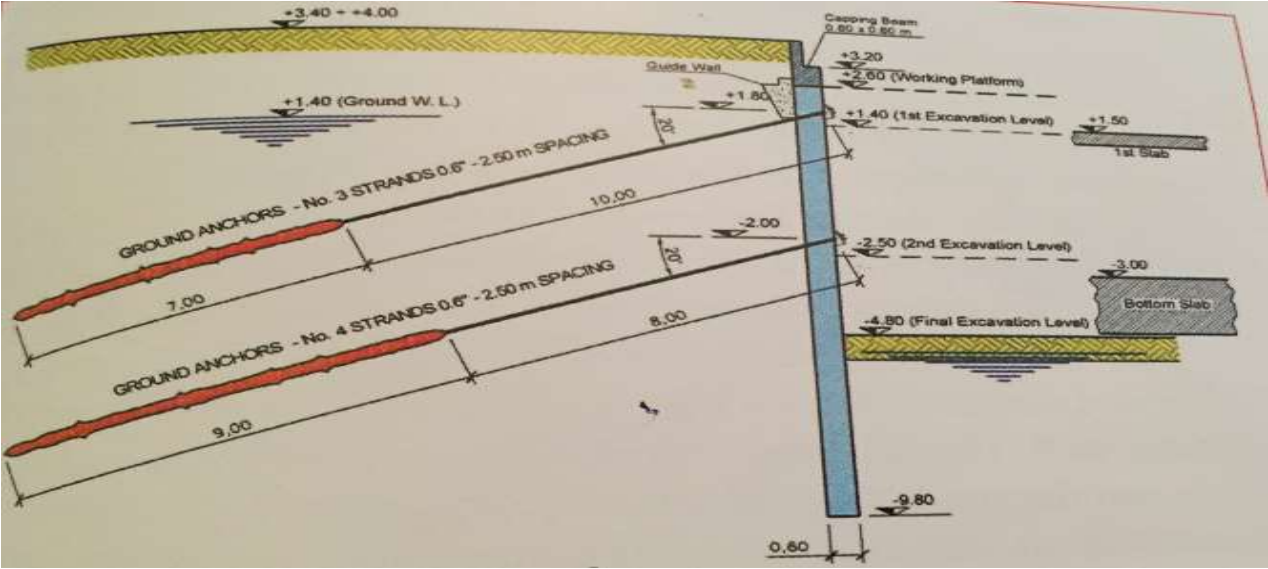 +3.40 ÷ +4.00
Capping Beam
0.60 x 0.60 m
+3.20
Guide Wall
+2.60 (Working Platform)
+1.40 (Ground W. L.)
+1.80
+1.40 (1st Excavation Level)
+1.50
1st Slab
20°
GROUND ANCHORS - No. 3 STRANDS 0.6" - 2.50 m SPACING
10,00
-2.00
-2.50 (2nd Excavation Level)
20°
-3.00
7,00
Bottom Slab
GROUND ANCHORS - No. 4 STRANDS 0.6" - 2.50 m SPACING
8,00
-4.80 (Final Excavation Level)
9,00
-9.80
0,60